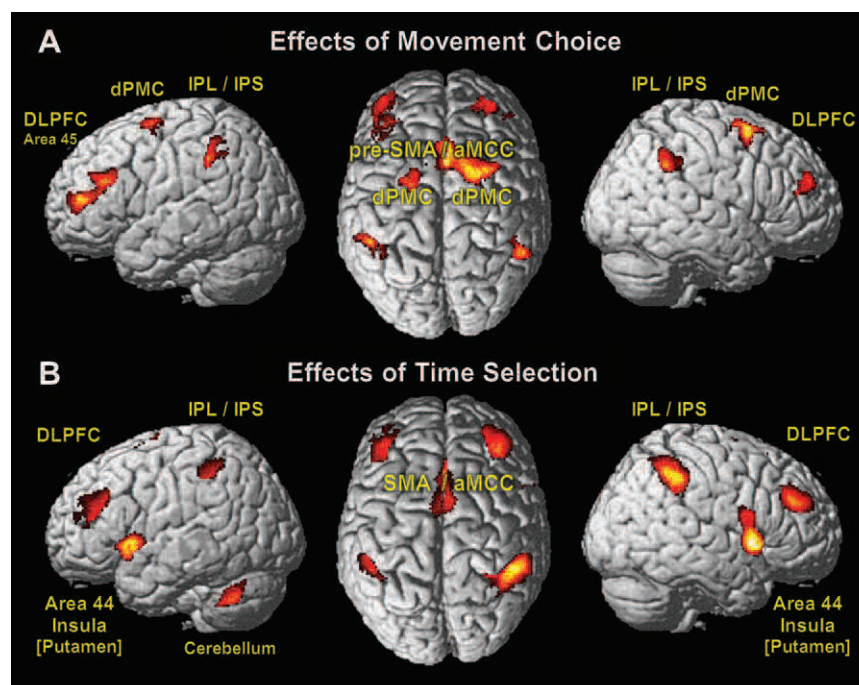 A
Effects of Movement Choice
dPMC
IPL / IPS
DLPFC
Area 45
pre-SMA / aMCC
dPMC
dPMC
IPL / IPS
dPMC
DLPFC
B
Effects of Time Selection
IPL / IPS
DLPFC
SMA / aMCC
IPL / IPS
DLPFC
Area 44
Insula
[Putamen]
Cerebellum
Area 44
Insula
[Putamen]